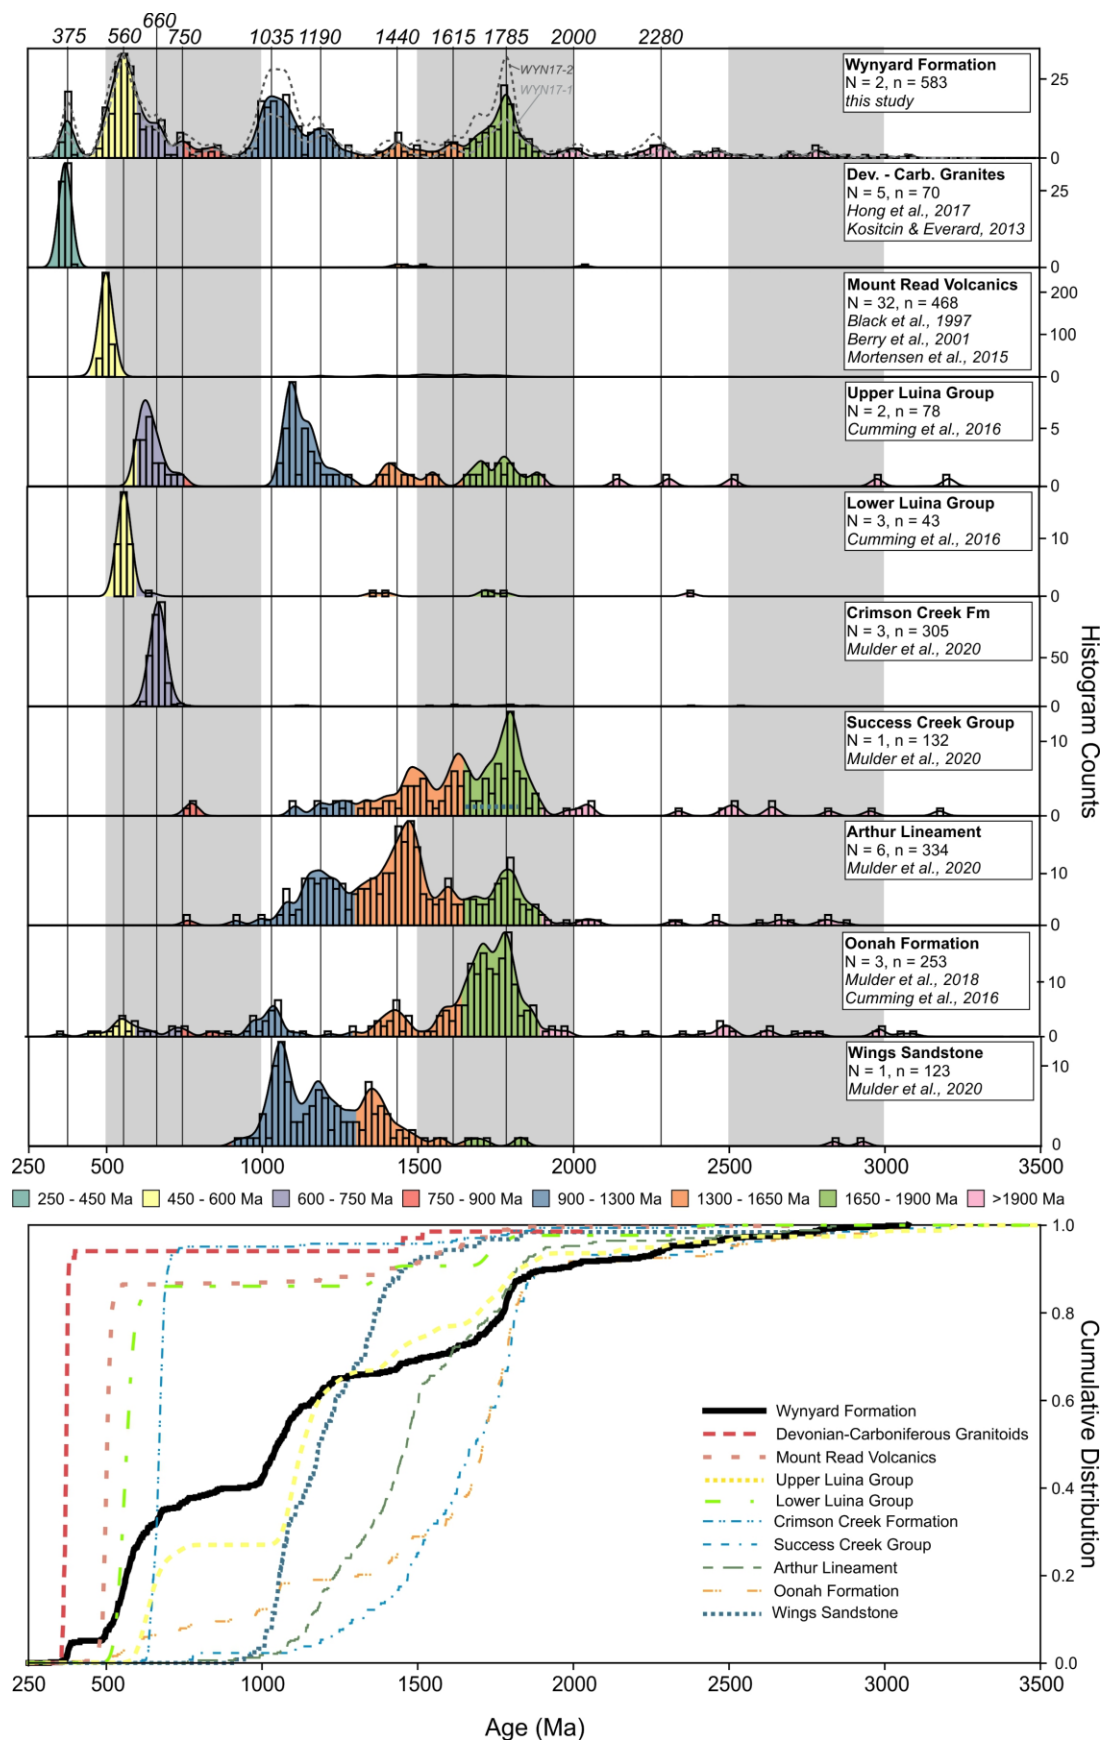 660
375 560 750 1035 1190 1440 1615 1785 2000 2280
Wynyard Formation
N = 2, n = 583
this study
WYN17-2
WYN17-1
25
0
Dev. - Carb. Granites
N = 5, n = 70
Hong et al., 2017
Kositcin & Everard, 2013
25
0
Mount Read Volcanics
N = 32, n = 468
Black et al., 1997
Berry et al., 2001
Mortensen et al., 2015
200
100
0
Upper Luina Group
N = 2, n = 78
Cumming et al., 2016
5
0
Lower Luina Group
N = 3, n = 43
Cumming et al., 2016
10
0
Crimson Creek Fm
N = 3, n = 305
Mulder et al., 2020
50
0
Success Creek Group
N = 1, n = 132
Mulder et al., 2020
10
0
Arthur Lineament
N = 6, n = 334
Mulder et al., 2020
10
0
Oonah Formation
N = 3, n = 253
Mulder et al., 2018
Cumming et al., 2016
10
0
Wings Sandstone
N = 1, n = 123
Mulder et al., 2020
10
0
Histogram Counts
250 500 1000 1500 2000 2500 3000 3500
250 - 450 Ma 450 - 600 Ma 600 - 750 Ma 750 - 900 Ma 900 - 1300 Ma 1300 - 1650 Ma 1650 - 1900 Ma >1900 Ma
1.0
0.8
0.6
0.4
0.2
0.0
Cumulative Distribution
Wynyard Formation
Devonian-Carboniferous Granitoids
Mount Read Volcanics
Upper Luina Group
Lower Luina Group
Crimson Creek Formation
Success Creek Group
Arthur Lineament
Oonah Formation
Wings Sandstone
250 500 1000 1500 2000 2500 3000 3500
Age (Ma)